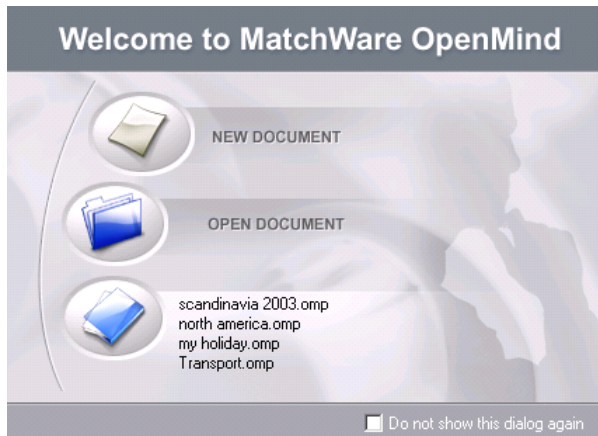 Welcome to MatchWare OpenMind
NEW DOCUMENT
OPEN DOCUMENT
scandinavia 2003.omp
north america.omp
my holiday.omp
Transport.omp
Do not show this dialog again